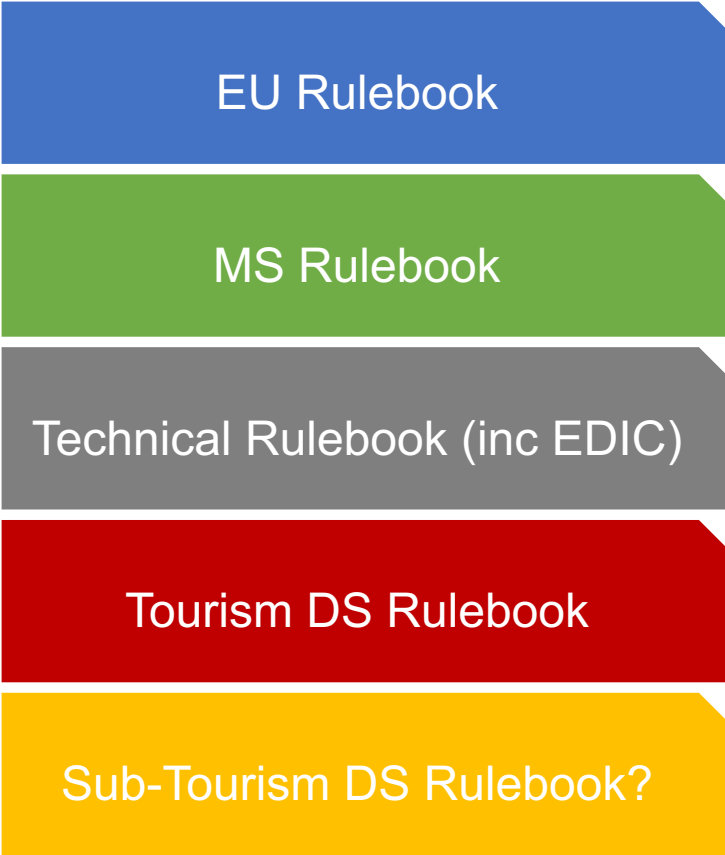 EU Rulebook
MS Rulebook
Technical Rulebook (inc EDIC)
Tourism DS Rulebook
Sub-Tourism DS Rulebook?